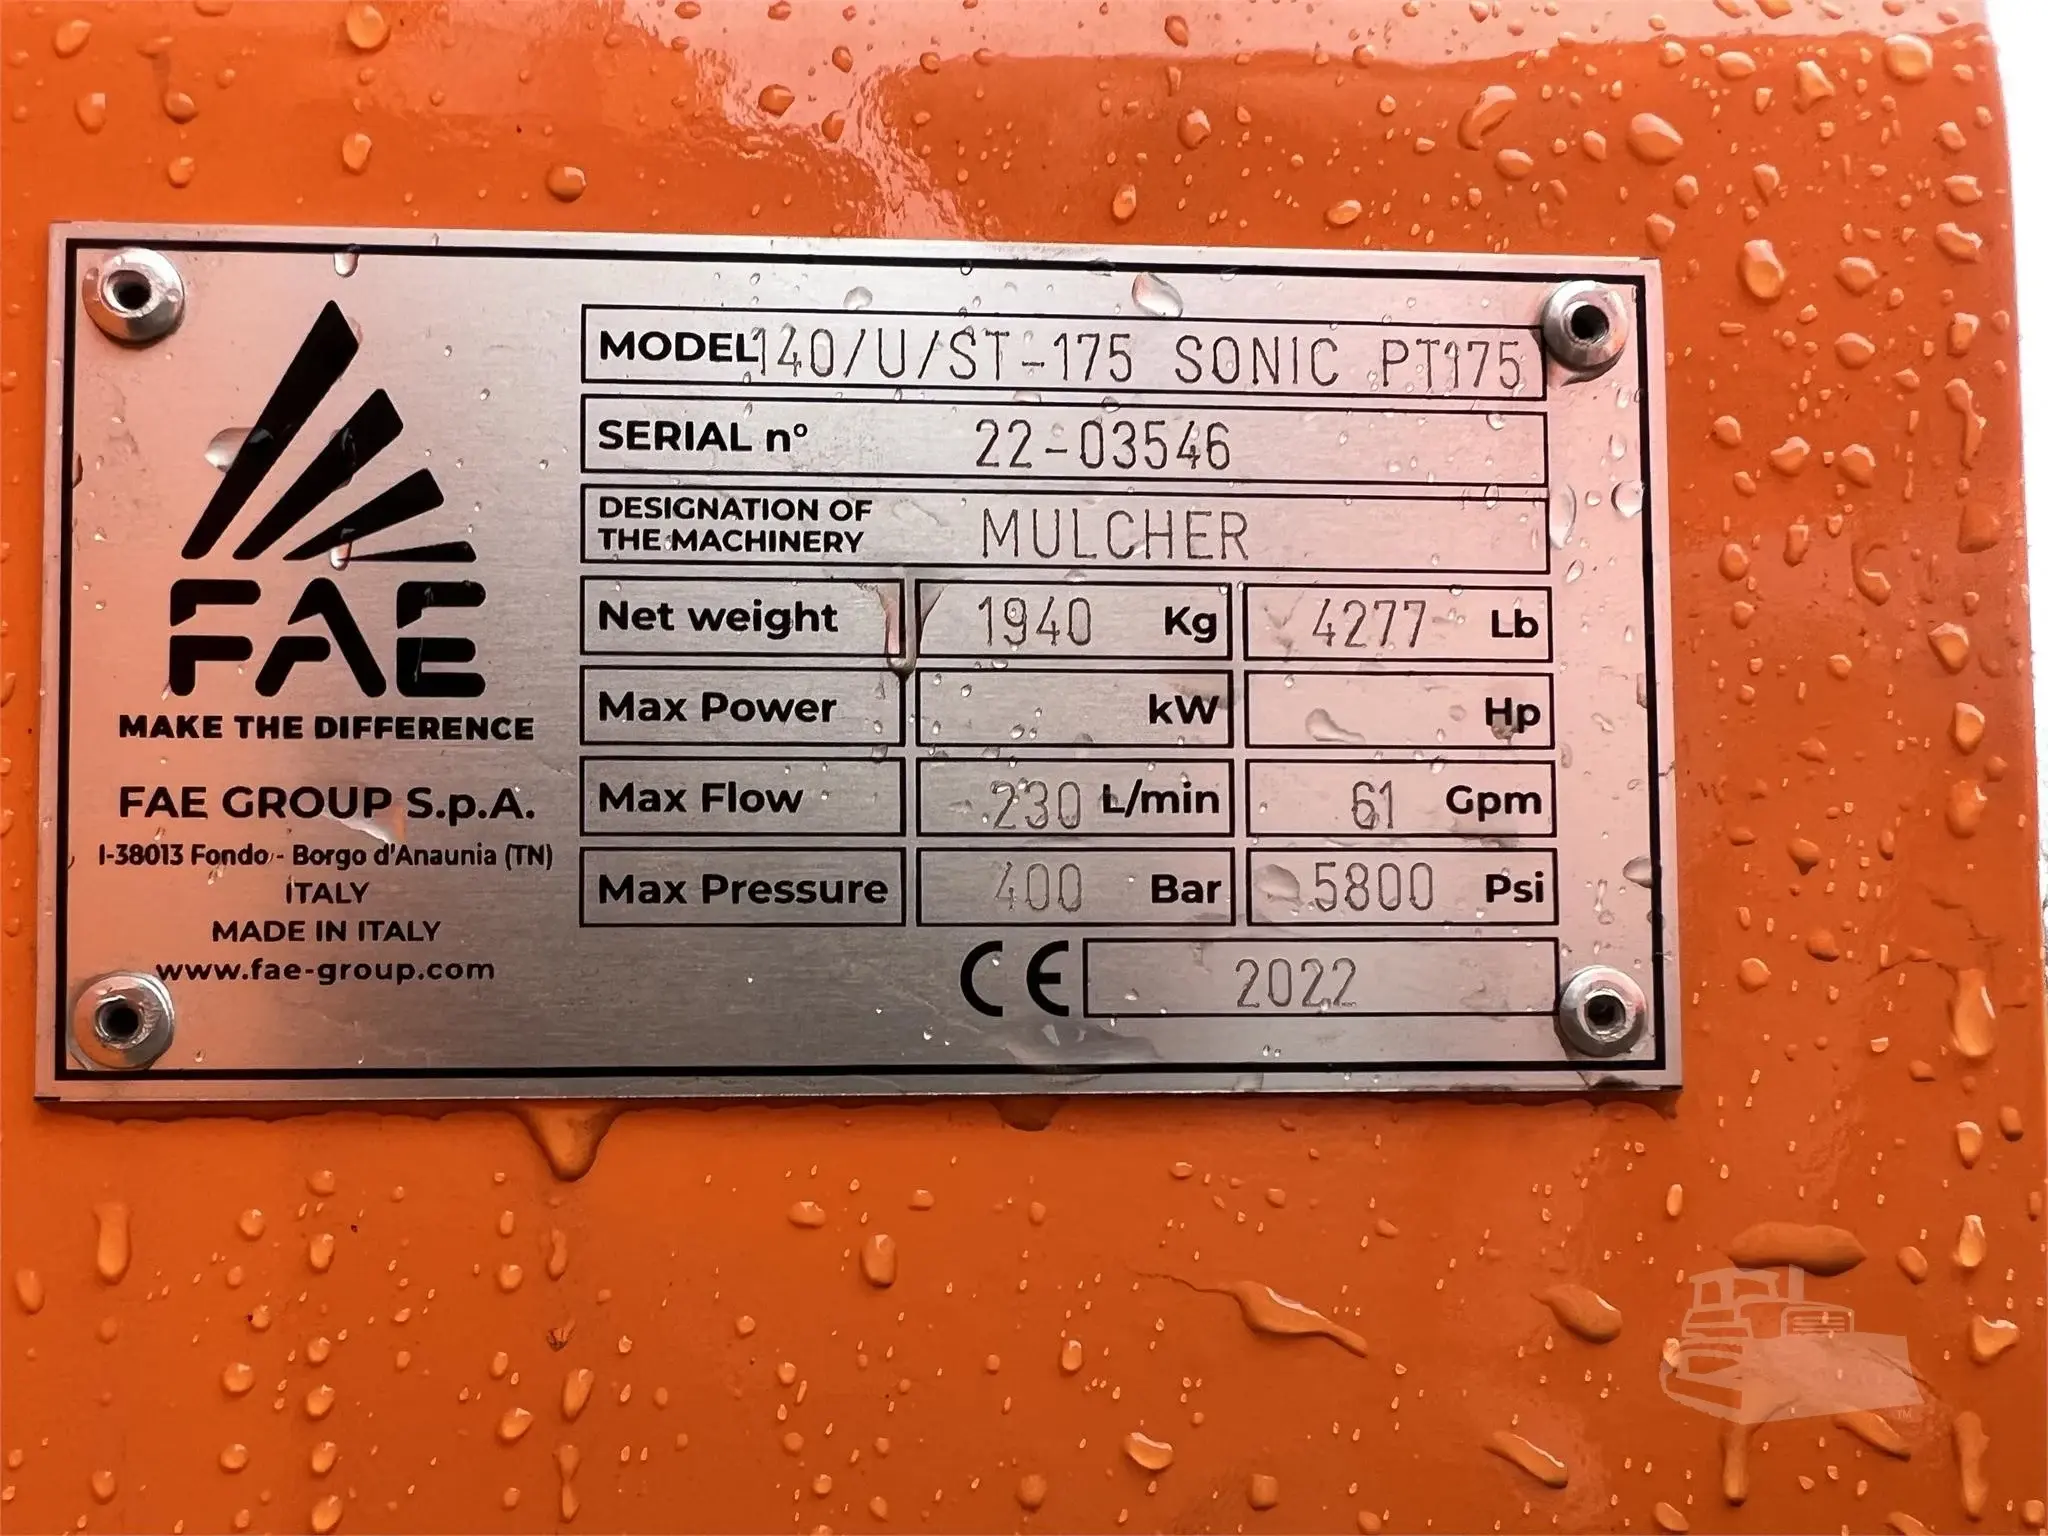 FAE
MAKE THE DIFFERENCE
FAE GROUP S.p.A.
I-38013 Fondo - Borgo d'Anaunia (TN)
ITALY
MADE IN ITALY
www.fae-group.com
MODEL 140/U/ST-175 SONIC PT175
SERIAL n° 22-03546
DESIGNATION OF
THE MACHINERY MULCHER
Net weight 1940 Kg 4277 Lb
Max Power kW Hp
Max Flow 230 L/min 61 Gpm
Max Pressure 400 Bar 5800 Psi
CE 2022
TM